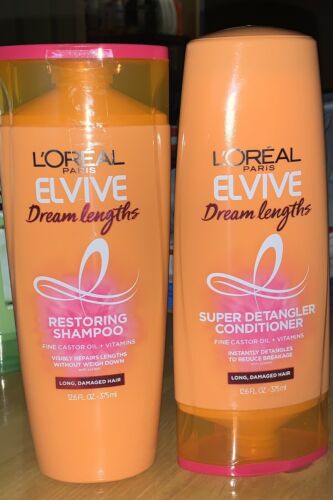 L'ORÉAL
PARIS
ELVIVE
Dream lengths
RESTORING
SHAMPOO
FINE CASTOR OIL + VITAMINS
VISIBLY REPAIRS LENGTHS
WITHOUT WEIGH DOWN
LONG, DAMAGED HAIR
12.6 FL. OZ - 375 ml
L'ORÉAL
PARIS
ELVIVE
Dream lengths
SUPER DETANGLER
CONDITIONER
FINE CASTOR OIL + VITAMINS
INSTANTLY DETANGLES
TO REDUCE BREAKAGE
LONG, DAMAGED HAIR
12.6 FL. OZ - 375 ml